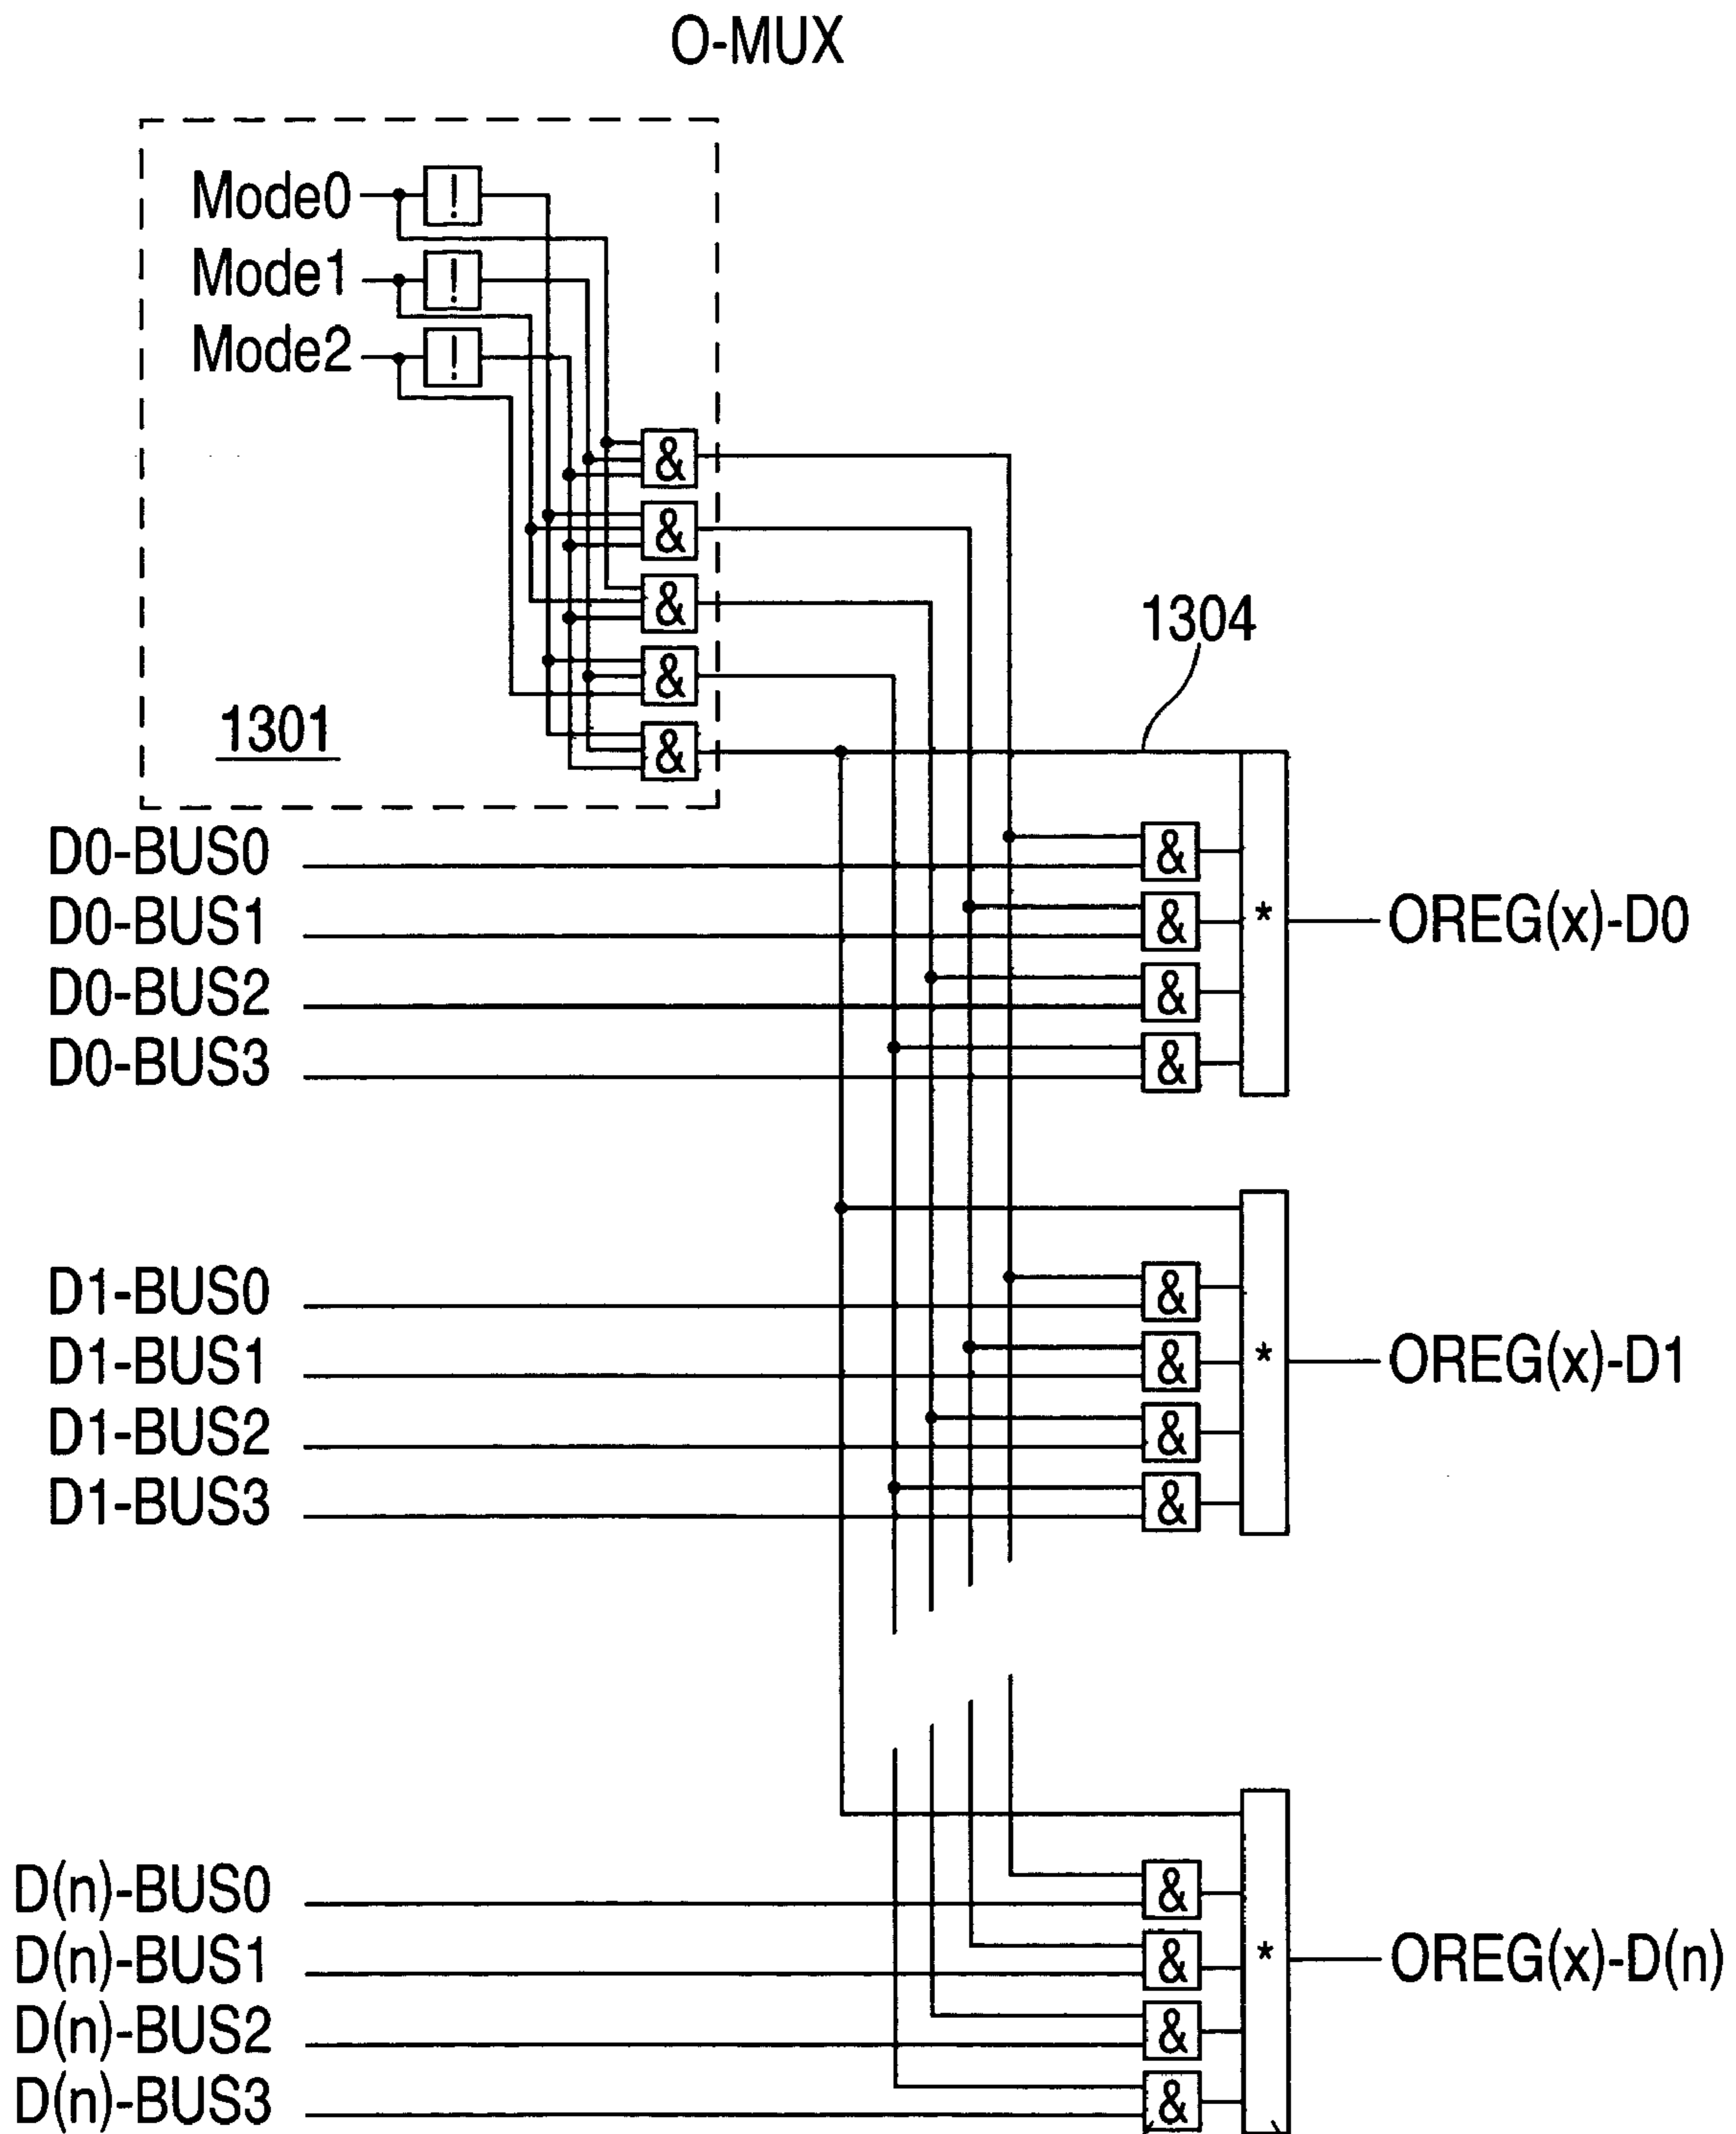 O-MUX
Mode0
!
Mode1
!
Mode2
!
&
&
&
&
&
1301
1304
D0-BUS0
&
D0-BUS1
&
*
OREG(x)-D0
D0-BUS2
&
D0-BUS3
&
D1-BUS0
&
D1-BUS1
&
*
OREG(x)-D1
D1-BUS2
&
D1-BUS3
&
D(n)-BUS0
&
D(n)-BUS1
&
*
OREG(x)-D(n)
D(n)-BUS2
&
D(n)-BUS3
&